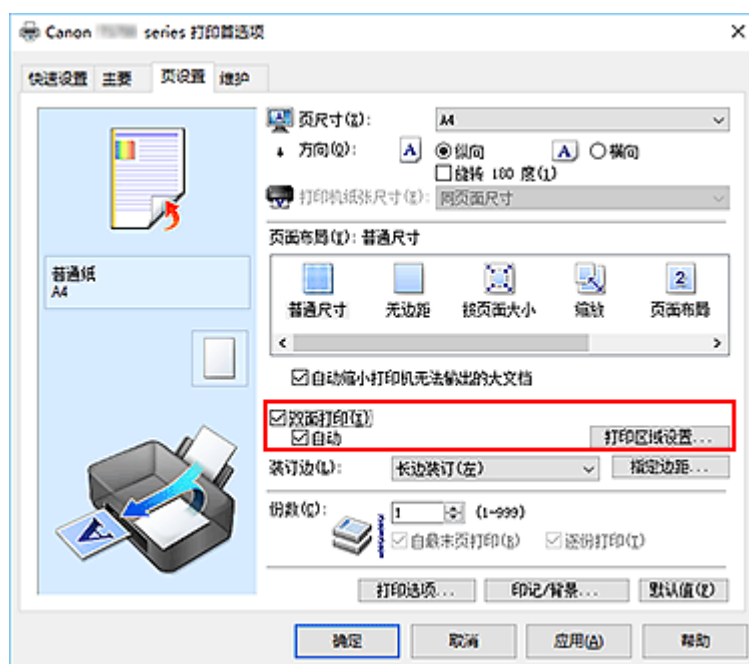 Canon series 打印首选项
快速设置 主要 页设置 维护
页尺寸(Z): A4
方向(O): A 纵向 A 横向
旋转 180 度(1)
打印机纸张尺寸(E): 同页面尺寸
页面布局(Y): 普通尺寸
普通尺寸 无边距 按页面大小 缩放 页面布局
自动缩小打印机无法输出的大文档
双面打印(X)
自动 打印区域设置...
装订边(L): 长边装订(左) 指定边距...
份数(C): 1 (1-999)
自最末页打印(R) 逐份打印(T)
打印选项... 印记/背景... 默认值(F)
普通纸
A4
确定 取消 应用(A) 帮助